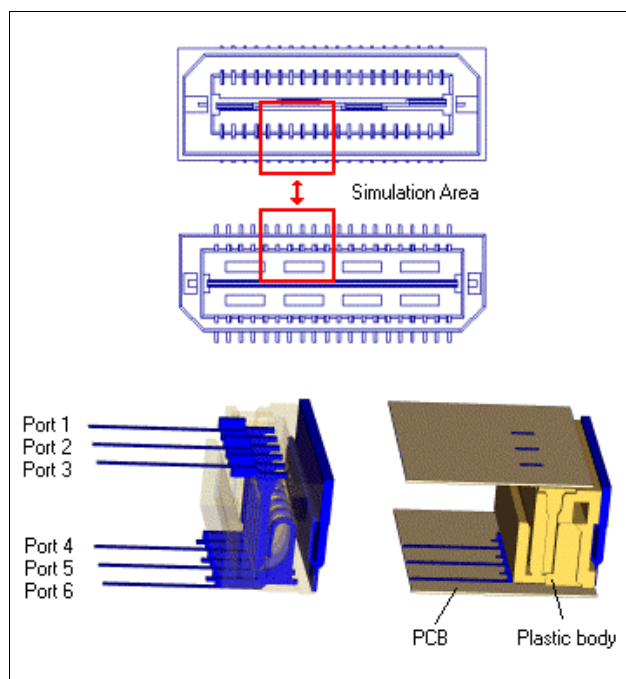 Simulation Area
Port 1
Port 2
Port 3
Port 4
Port 5
Port 6
PCB
Plastic body